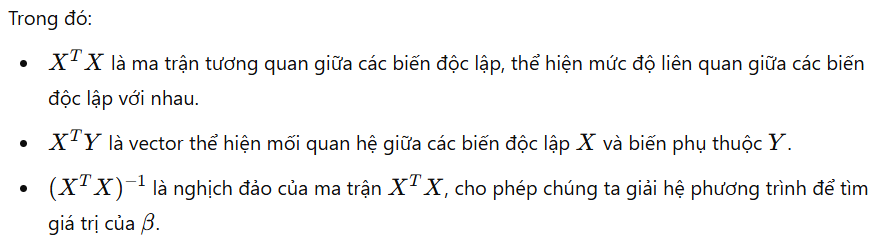 Trong đó:
• X^T X là ma trận tương quan giữa các biến độc lập, thể hiện mức độ liên quan giữa các biến
độc lập với nhau.
• X^T Y là vector thể hiện mối quan hệ giữa các biến độc lập X và biến phụ thuộc Y.
• (X^T X)^{-1} là nghịch đảo của ma trận X^T X, cho phép chúng ta giải hệ phương trình để tìm
giá trị của β.